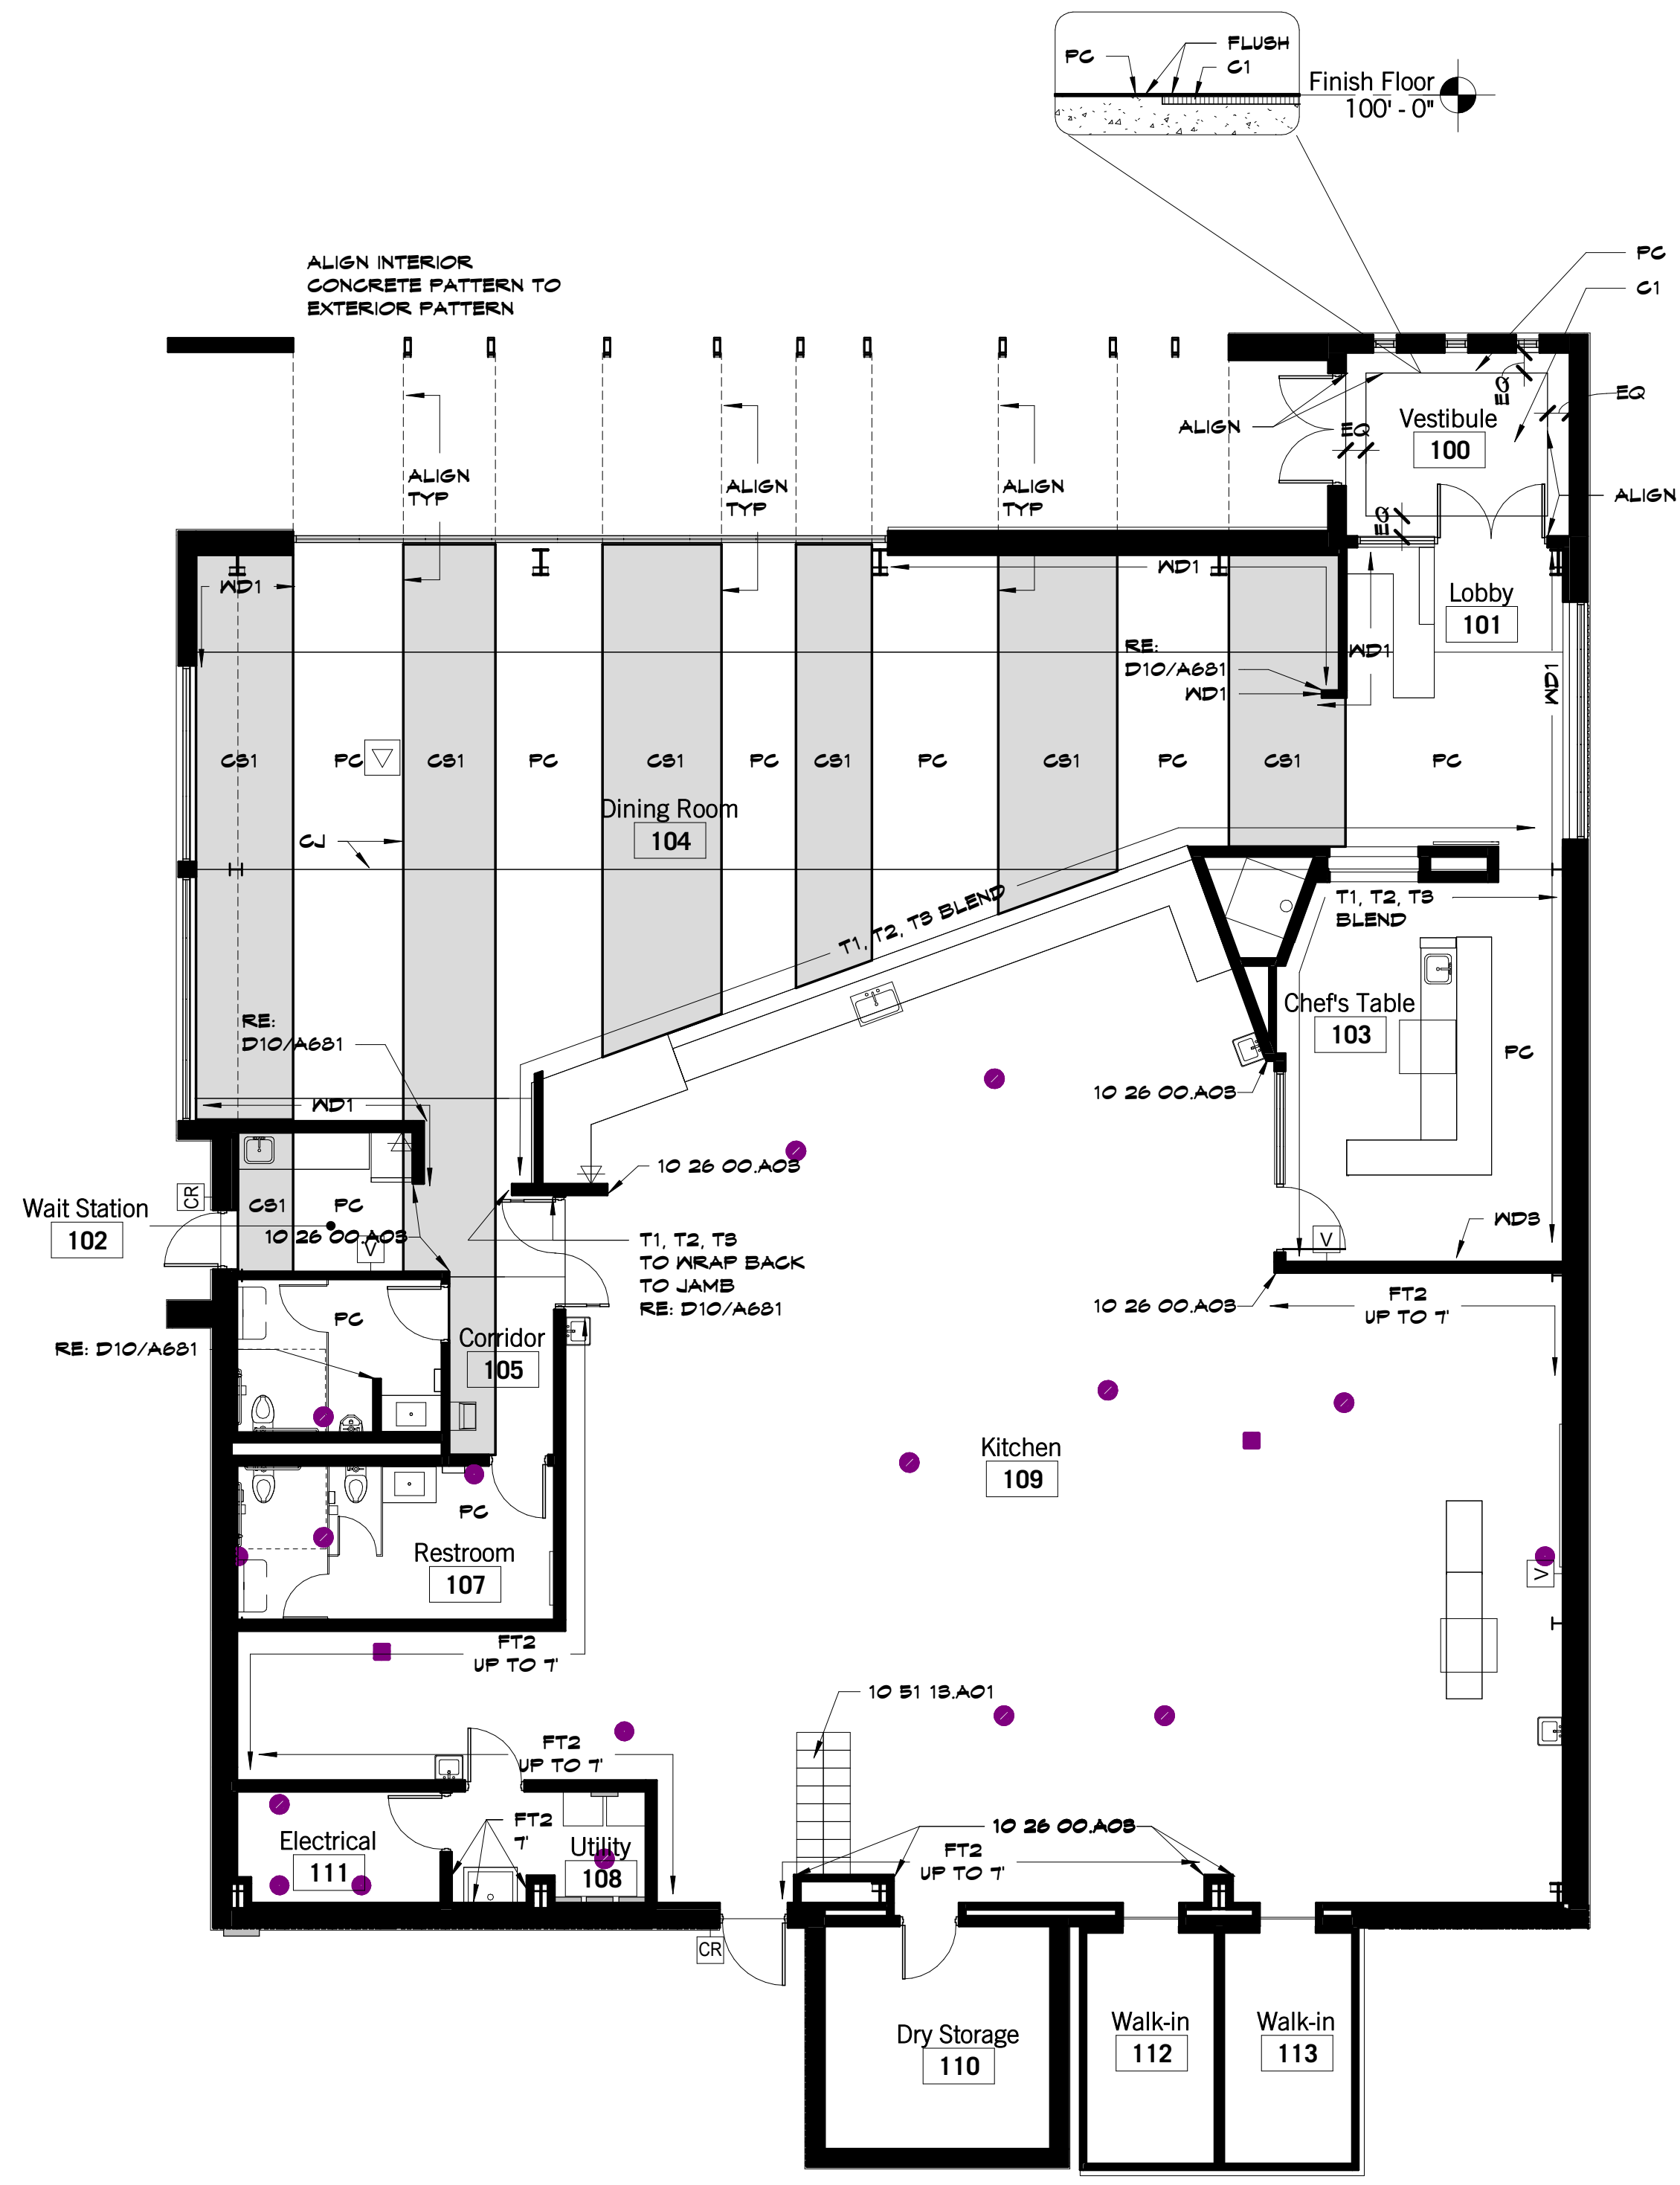 PC
FLUSH
C1
Finish Floor
100' - 0"
ALIGN INTERIOR
CONCRETE PATTERN TO
EXTERIOR PATTERN
PC
C1
EQ
EQ
ALIGN
EQ
Vestibule
100
ALIGN
TYP
ALIGN
TYP
ALIGN
TYP
ALIGN
EQ
WD1
WD1
Lobby
101
RE:
D10/A681
WD1
WD1
WD1
CS1
PC
CS1
PC
CS1
PC
CS1
PC
CS1
PC
CS1
PC
Dining Room
104
CJ
T1, T2, T3 BLEND
T1, T2, T3
BLEND
RE:
D10/A681
Chef's Table
103
PC
WD1
10 26 00.A03
10 26 00.A03
CR
Wait Station
102
CS1
PC
10 26 00.A03
V
T1, T2, T3
TO WRAP BACK
TO JAMB
RE: D10/A681
WD3
V
10 26 00.A03
FT2
UP TO 7'
PC
RE: D10/A681
Corridor
105
Kitchen
109
PC
Restroom
107
V
FT2
UP TO 7'
10 51 13.A01
FT2
UP TO 7'
Electrical
111
FT2
7'
Utility
108
10 26 00.A03
FT2
UP TO 7'
CR
Dry Storage
110
Walk-in
112
Walk-in
113